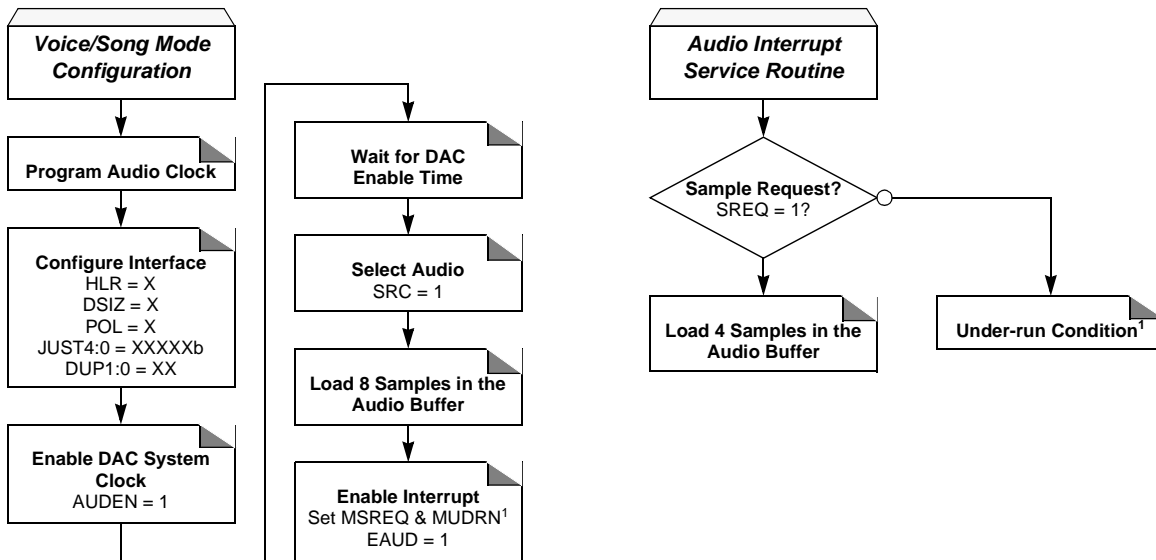 Voice/Song Mode
Configuration
Program Audio Clock
Configure Interface
HLR = X
DSIZ = X
POL = X
JUST4:0 = XXXXXb
DUP1:0 = XX
Enable DAC System
Clock
AUDEN = 1
Wait for DAC
Enable Time
Select Audio
SRC = 1
Load 8 Samples in the
Audio Buffer
Enable Interrupt
Set MSREQ & MUDRN¹
EAUD = 1
Audio Interrupt
Service Routine
Sample Request?
SREQ = 1?
Load 4 Samples in the
Audio Buffer
Under-run Condition¹